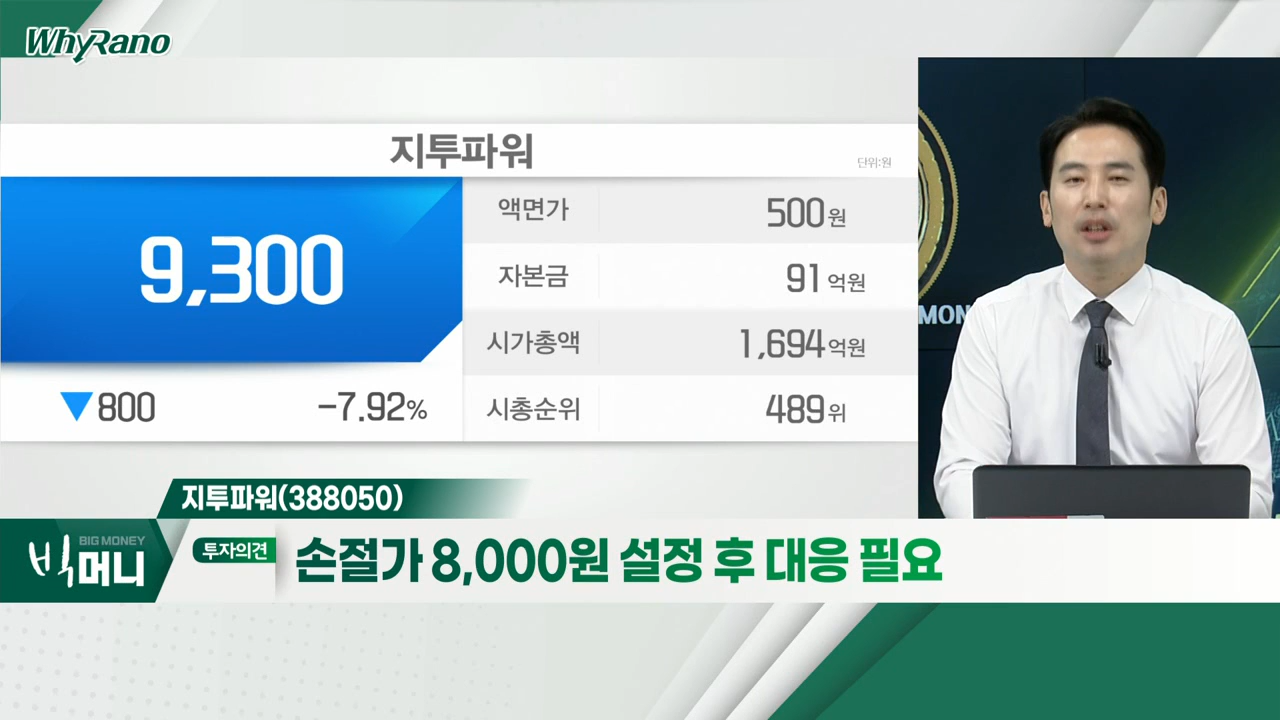 WhyRano
지투파워
단위:원
9,300
▼800 -7.92%
액면가 500원
자본금 91억원
시가총액 1,694억원
시총순위 489위
MON
지투파워(388050)
BIG MONEY
빅머니
투자의견
손절가 8,000원 설정 후 대응 필요